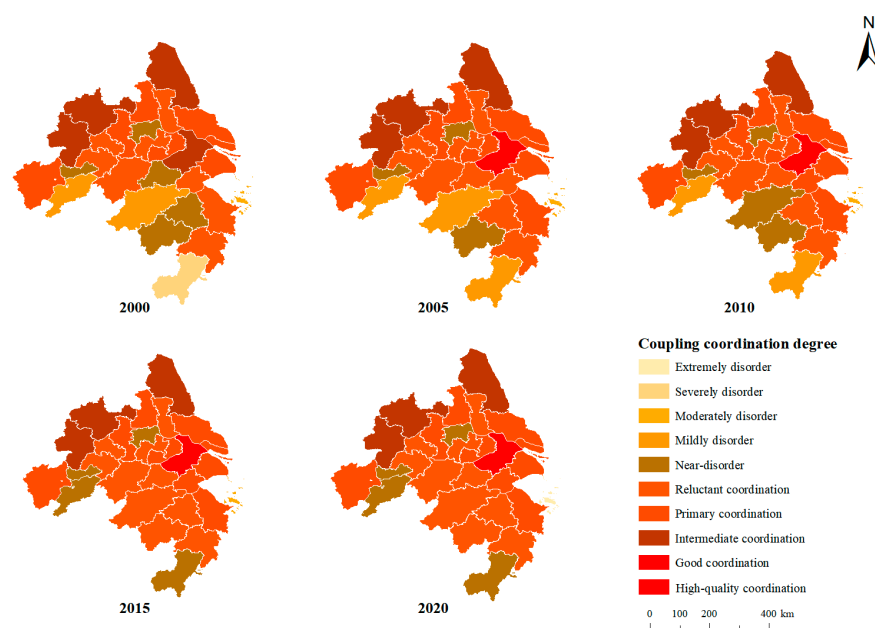 N
2000
2005
2010
Coupling coordination degree
Extremely disorder
Severely disorder
Moderately disorder
Mildly disorder
Near-disorder
Reluctant coordination
Primary coordination
Intermediate coordination
Good coordination
High-quality coordination
2015
2020
0 100 200 400 km